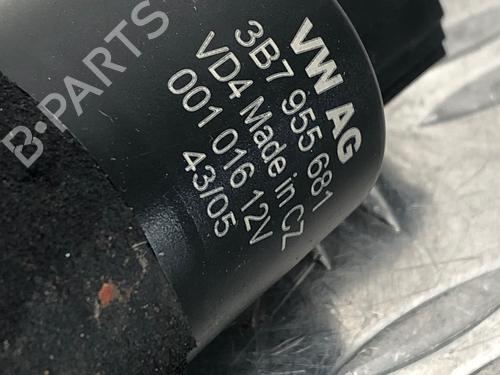 B-PARTS
VW AG
3B7 955 681
VD4 Made in CZ
001 016 12V
43/05